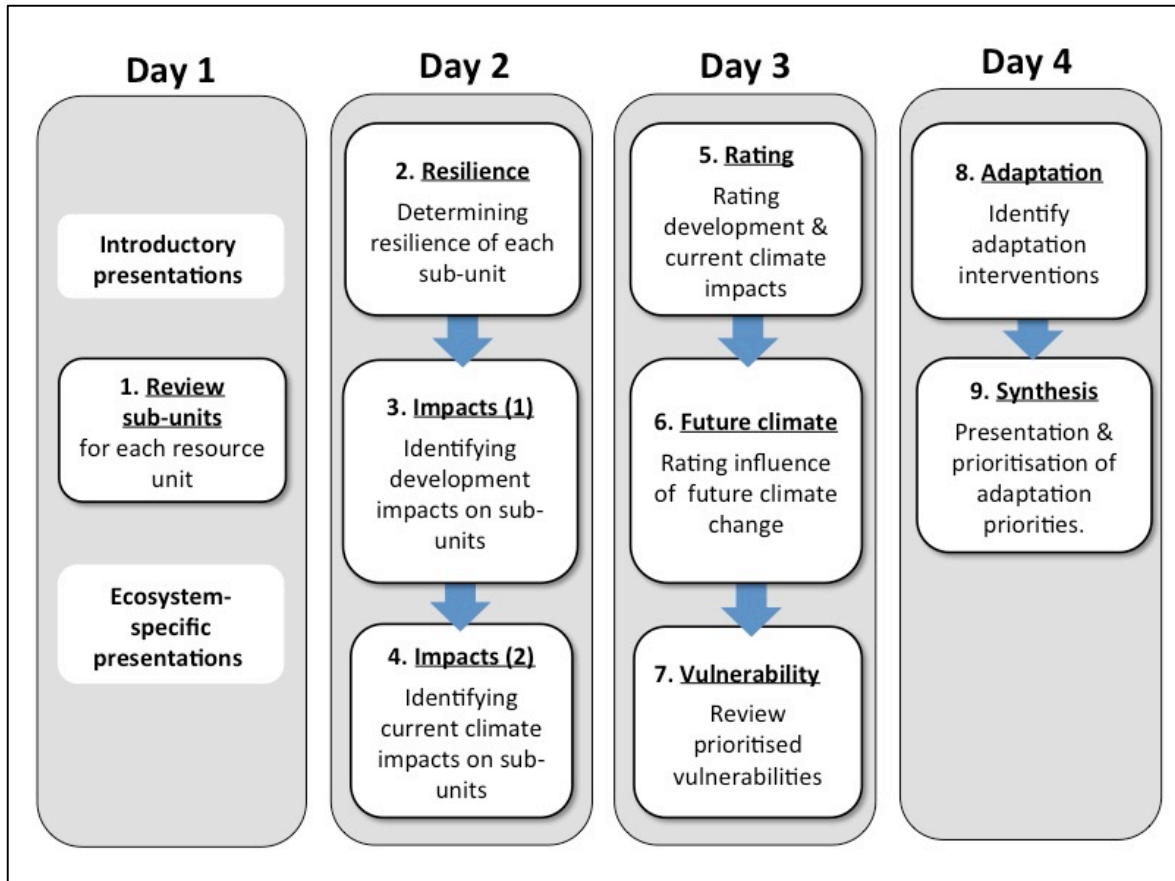 Day 1
Introductory
presentations
1. Review
sub-units
for each resource
unit
Ecosystem-
specific
presentations
Day 2
2. Resilience
Determining
resilience of each
sub-unit
3. Impacts (1)
Identifying
development
impacts on sub-
units
4. Impacts (2)
Identifying
current climate
impacts on sub-
units
Day 3
5. Rating
Rating
development &
current climate
impacts
6. Future climate
Rating influence
of future climate
change
7. Vulnerability
Review
prioritised
vulnerabilities
Day 4
8. Adaptation
Identify
adaptation
interventions
9. Synthesis
Presentation &
prioritisation of
adaptation
priorities.